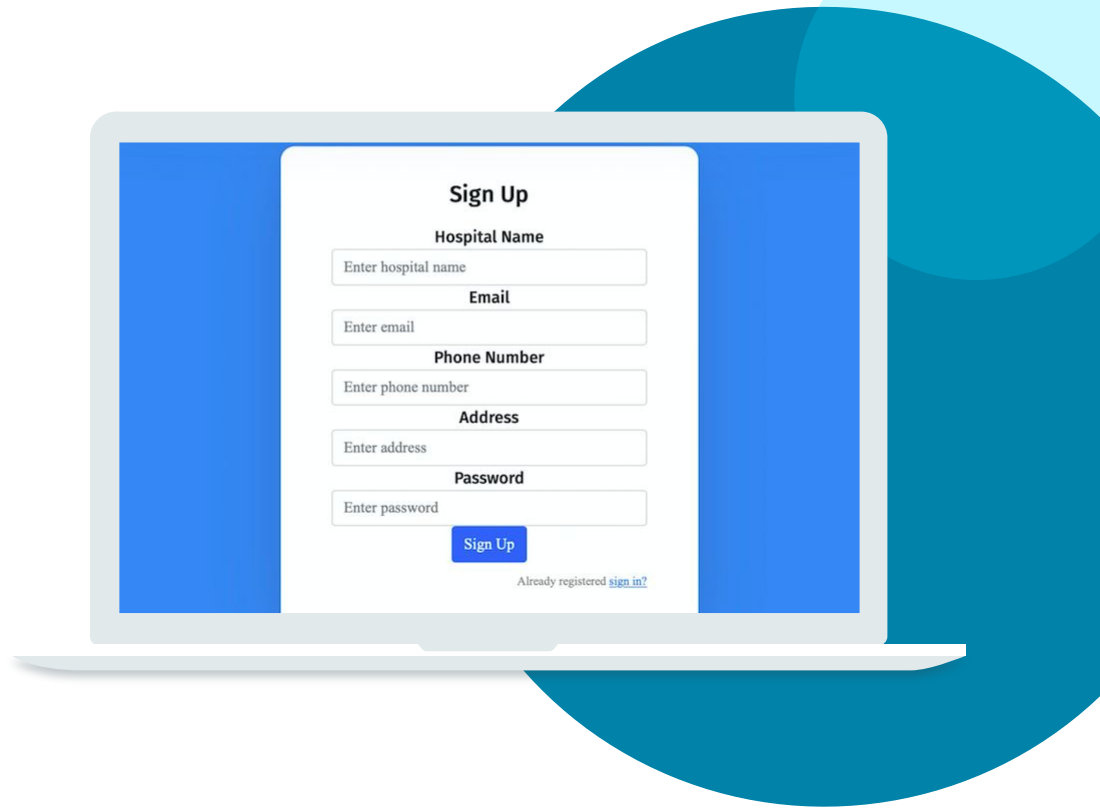 Sign Up
Hospital Name
Enter hospital name
Email
Enter email
Phone Number
Enter phone number
Address
Enter address
Password
Enter password
Sign Up
Already registered sign in?